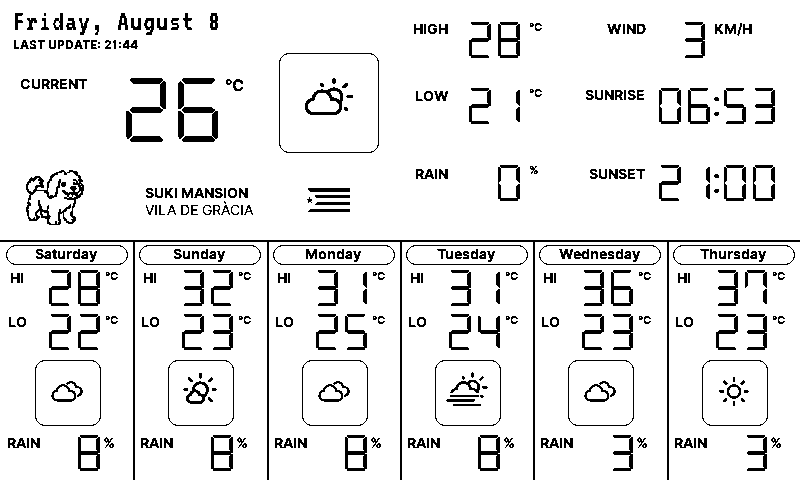 Friday, August 8
LAST UPDATE: 21:44
CURRENT 26 °C
HIGH 28 °C
WIND 3 KM/H
LOW 21 °C
SUNRISE 06:53
RAIN 0 %
SUNSET 21:00
SUKI MANSION
VILA DE GRÀCIA
Saturday
HI 28 °C
LO 22 °C
RAIN 8 %
Sunday
HI 32 °C
LO 23 °C
RAIN 8 %
Monday
HI 31 °C
LO 25 °C
RAIN 8 %
Tuesday
HI 31 °C
LO 24 °C
RAIN 8 %
Wednesday
HI 36 °C
LO 23 °C
RAIN 3 %
Thursday
HI 37 °C
LO 23 °C
RAIN 3 %